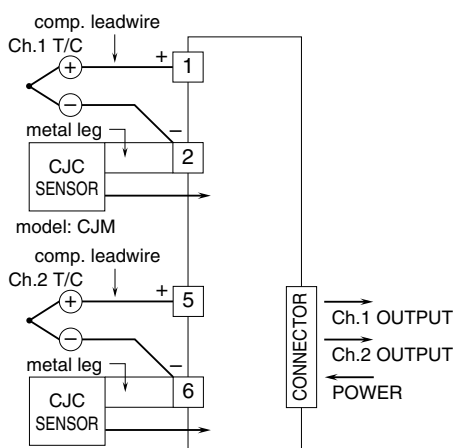 comp. leadwire
Ch.1 T/C
+
+
1
−
−
metal leg
2
CJC
SENSOR
model: CJM
comp. leadwire
Ch.2 T/C
+
+
5
−
−
metal leg
6
CJC
SENSOR
CONNECTOR
Ch.1 OUTPUT
Ch.2 OUTPUT
POWER